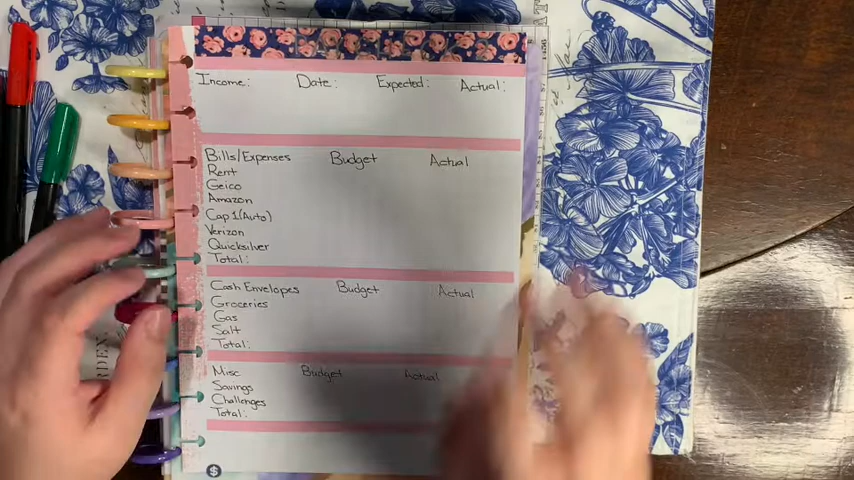 Income: Date: Expected: Actual:
Bills/Expenses Budget Actual
Rent
Geico
Amazon
Cap 1(Auto)
Verizon
Quicksilver
Total:
Cash Envelopes Budget Actual
Groceries
Gas
Salt
Total:
Misc Budget Actual
Savings
Challenges
Total:
$